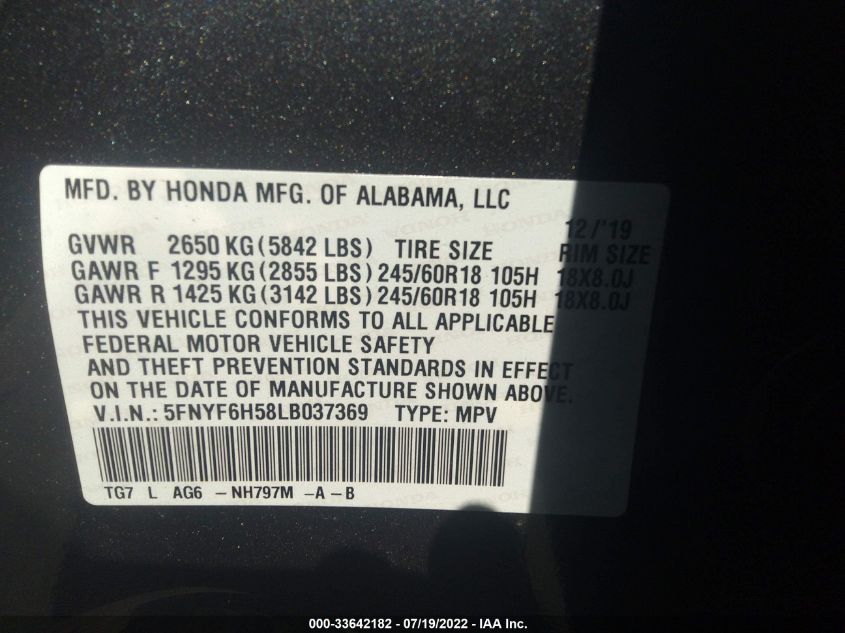 MFD. BY HONDA MFG. OF ALABAMA, LLC
12/'19
GVWR 2650 KG (5842 LBS) TIRE SIZE RIM SIZE
GAWR F 1295 KG (2855 LBS) 245/60R18 105H 18X8.0J
GAWR R 1425 KG (3142 LBS) 245/60R18 105H 18X8.0J
THIS VEHICLE CONFORMS TO ALL APPLICABLE
FEDERAL MOTOR VEHICLE SAFETY
AND THEFT PREVENTION STANDARDS IN EFFECT
ON THE DATE OF MANUFACTURE SHOWN ABOVE.
V.I.N.: 5FNYF6H58LB037369 TYPE: MPV
TG7 L AG6 -NH797M -A-B
000-33642182 - 07/19/2022 - IAA Inc.